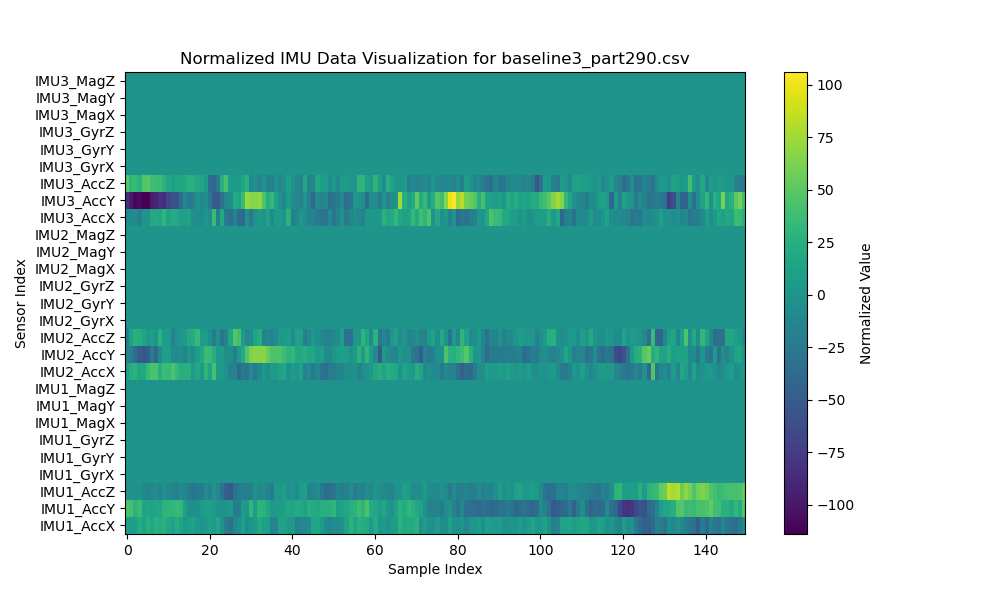 Normalized IMU Data Visualization for baseline3_part290.csv
IMU3_MagZ
IMU3_MagY
IMU3_MagX
IMU3_GyrZ
IMU3_GyrY
IMU3_GyrX
IMU3_AccZ
IMU3_AccY
IMU3_AccX
IMU2_MagZ
IMU2_MagY
IMU2_MagX
IMU2_GyrZ
IMU2_GyrY
IMU2_GyrX
IMU2_AccZ
IMU2_AccY
IMU2_AccX
IMU1_MagZ
IMU1_MagY
IMU1_MagX
IMU1_GyrZ
IMU1_GyrY
IMU1_GyrX
IMU1_AccZ
IMU1_AccY
IMU1_AccX
Sensor Index
0 20 40 60 80 100 120 140
Sample Index
100
75
50
25
0
−25
−50
−75
−100
Normalized Value